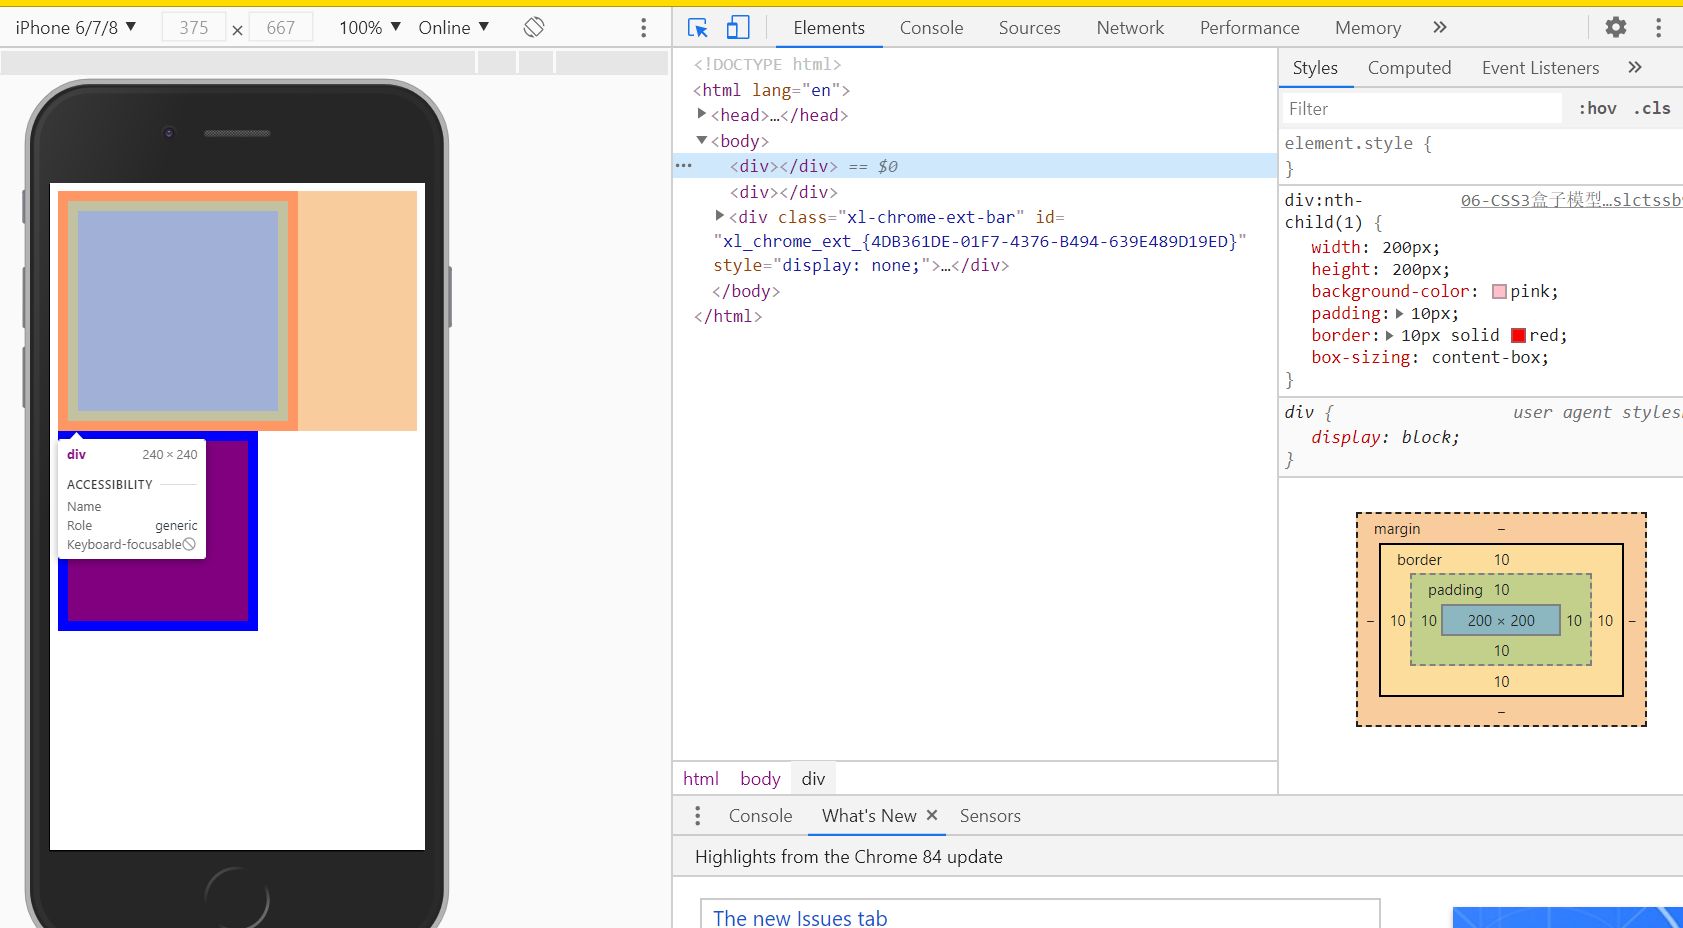 iPhone 6/7/8 ▼ 375 × 667 100% ▼ Online ▼
Elements Console Sources Network Performance Memory »
<!DOCTYPE html>
<html lang="en">
▶<head>…</head>
▼<body>
… <div></div> == $0
<div></div>
▶<div class="xl-chrome-ext-bar" id=
"xl_chrome_ext_{4DB361DE-01F7-4376-B494-639E489D19ED}"
style="display: none;">…</div>
</body>
</html>
html body div
Styles Computed Event Listeners »
Filter :hov .cls
element.style {
}
div:nth- 06-CSS3盒子模型…slctssb
child(1) {
width: 200px;
height: 200px;
background-color: pink;
padding: ▶ 10px;
border: ▶ 10px solid red;
box-sizing: content-box;
}
div { user agent styles
display: block;
}
margin –
border 10
padding 10
– 10 10 200 × 200 10 10 –
10
10
–
div 240 × 240
ACCESSIBILITY
Name
Role generic
Keyboard-focusable
Console What's New × Sensors
Highlights from the Chrome 84 update
The new Issues tab